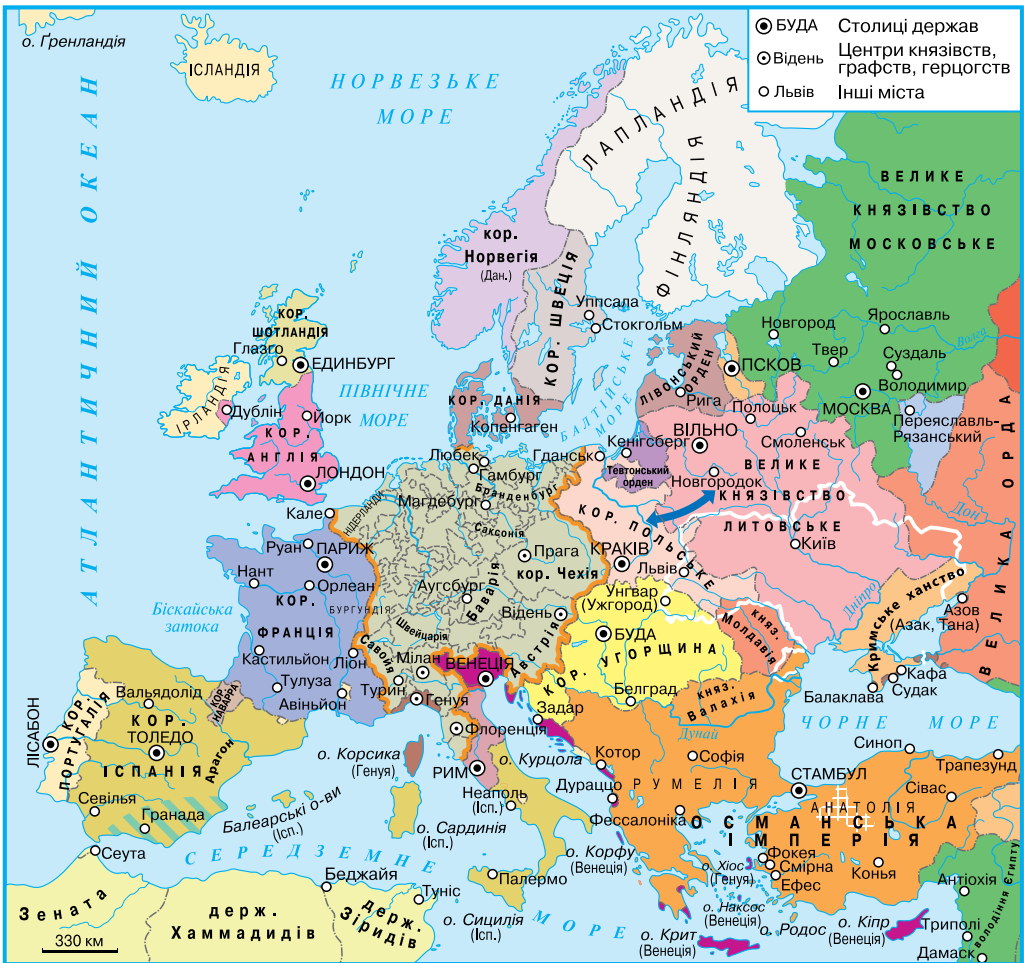 о. Ґренландія
ІСЛАНДІЯ
АТЛАНТИЧНИЙ ОКЕАН
НОРВЕЗЬКЕ
МОРЕ
БУДА Столиці держав
Відень Центри князівств,
графств, герцогств
Львів Інші міста
ЛАПЛАНДІЯ
ФІНЛЯНДІЯ
ВЕЛИКЕ
КНЯЗІВСТВО
МОСКОВСЬКЕ
кор.
Норвегія
(Дан.)
КОР. ШВЕЦІЯ
Уппсала
Стокгольм
КОР.
ШОТЛАНДІЯ
Глазго
ЕДИНБУРГ
ІРЛАНДІЯ
Дублін
Йорк
КОР.
АНГЛІЯ
ЛОНДОН
ПІВНІЧНЕ
МОРЕ
КОР. ДАНІЯ
Копенгаген
БАЛТІЙСЬКЕ
МОРЕ
ЛІВОНСЬКИЙ
ОРДЕН
Рига
Новгород
Ярославль
Волга
ПСКОВ
Твер
Суздаль
Володимир
МОСКВА
Переяславль-
Рязанський
Полоцьк
ВІЛЬНО
Смоленськ
Кенігсберг
Гданськ
Тевтонський
орден
Новгородок
ВЕЛИКЕ
КНЯЗІВСТВО
ЛИТОВСЬКЕ
Київ
ВЕЛИКА ОРДА
Дон
Любек
Гамбург
Бранденбург
Магдебург
НІДЕРЛАНДИ
Саксонія
Кале
Руан
ПАРИЖ
Нант
Орлеан
КОР.
ФРАНЦІЯ
БУРГУНДІЯ
Прага
кор. Чехія
Аугсбург
Баварія
Відень
Австрія
Швейцарія
Савойя
КОР. ПОЛЬСЬКЕ
КРАКІВ
Львів
Унгвар
(Ужгород)
БУДА
КОР. УГОРЩИНА
Белград
княз.
Молдавія
княз.
Валахія
Дніпро
Кримське ханство
Азов
(Азак, Тана)
Кафа
Судак
Балаклава
Біскайська
затока
Кастильйон
Ліон
Тулуза
Авіньйон
Мілан
ВЕНЕЦІЯ
Турин
Генуя
Флоренція
Задар
РИМ
Неаполь
(Ісп.)
о. Курцола
Котор
Дураццо
Дунай
Софія
ЧОРНЕ МОРЕ
Синоп
Трапезунд
СТАМБУЛ
РУМЕЛІЯ
АНАТОЛІЯ
Сівас
Фессалоніка
ОСМАНСЬКА
ІМПЕРІЯ
КОР.
НАВАРРА
Вальядолід
КОР.
ТОЛЕДО
ІСПАНІЯ
Арагон
КОР.
ПОРТУГАЛІЯ
ЛІСАБОН
Севілья
Гранада
Балеарські о-ви
(Ісп.)
о. Корсика
(Генуя)
о. Сардинія
(Ісп.)
о. Корфу
(Венеція)
о. Хіос
(Генуя)
Фокея
Смірна
Ефес
Конья
Антіохія
Сеута
СЕРЕДЗЕМНЕ
МОРЕ
Беджайя
Туніс
Палермо
о. Сицилія
(Ісп.)
о. Наксос
(Венеція)
о. Крит
(Венеція)
о. Родос
о. Кіпр
(Венеція)
Триполі
Дамаск
володіння Єгипту
Зената
держ.
Хаммадидів
держ.
Зіридів
330 км